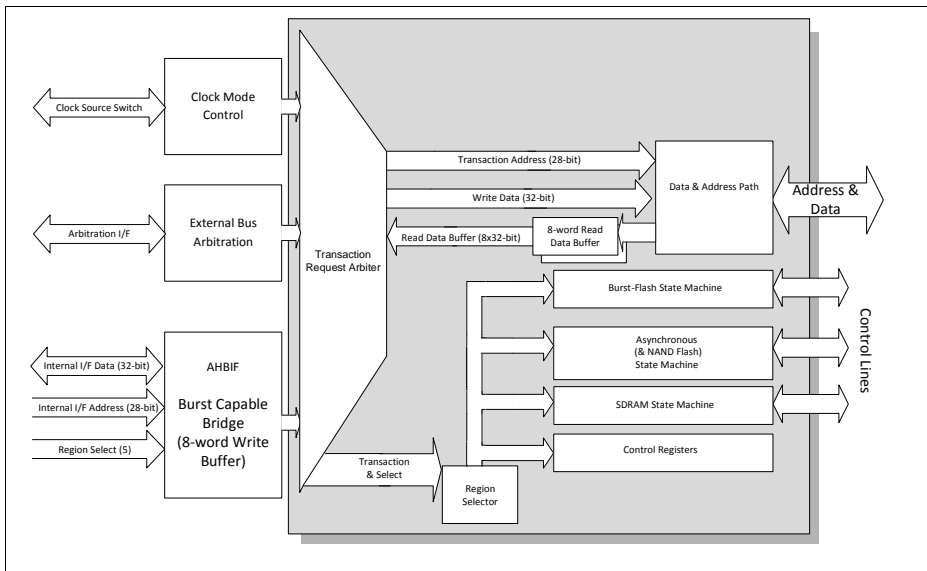 Clock Source Switch
Clock Mode
Control
Arbitration I/F
External Bus
Arbitration
Internal I/F Data (32-bit)
Internal I/F Address (28-bit)
Region Select (5)
AHBIF
Burst Capable
Bridge
(8-word Write
Buffer)
Transaction
Request Arbiter
Transaction Address (28-bit)
Write Data (32-bit)
Read Data Buffer (8x32-bit)
8-word Read
Data Buffer
Data & Address Path
Address &
Data
Burst-Flash State Machine
Asynchronous
(& NAND Flash)
State Machine
SDRAM State Machine
Control Registers
Control Lines
Transaction
& Select
Region
Selector